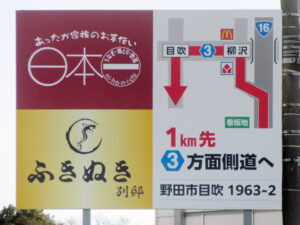 あったか家族のおすまい
日本一
nihonichi
ふきぬき
別邸
16
目吹
3
柳沢
看板地
1km先
3方面側道へ
野田市目吹 1963-2